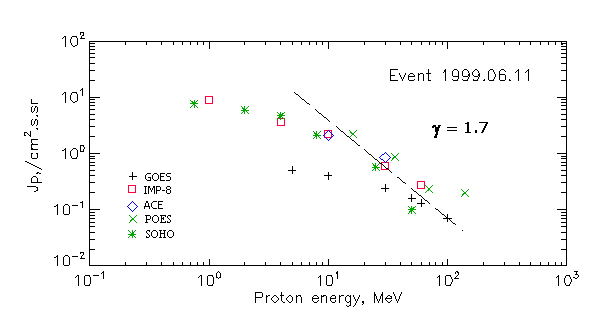 10²
Event 1999.06.11
10¹
γ = 1.7
10⁰
Jp,/cm².s.sr
GOES
IMP-8
ACE
POES
SOHO
10⁻¹
10⁻²
10⁻¹ 10⁰ 10¹ 10² 10³
Proton energy, MeV